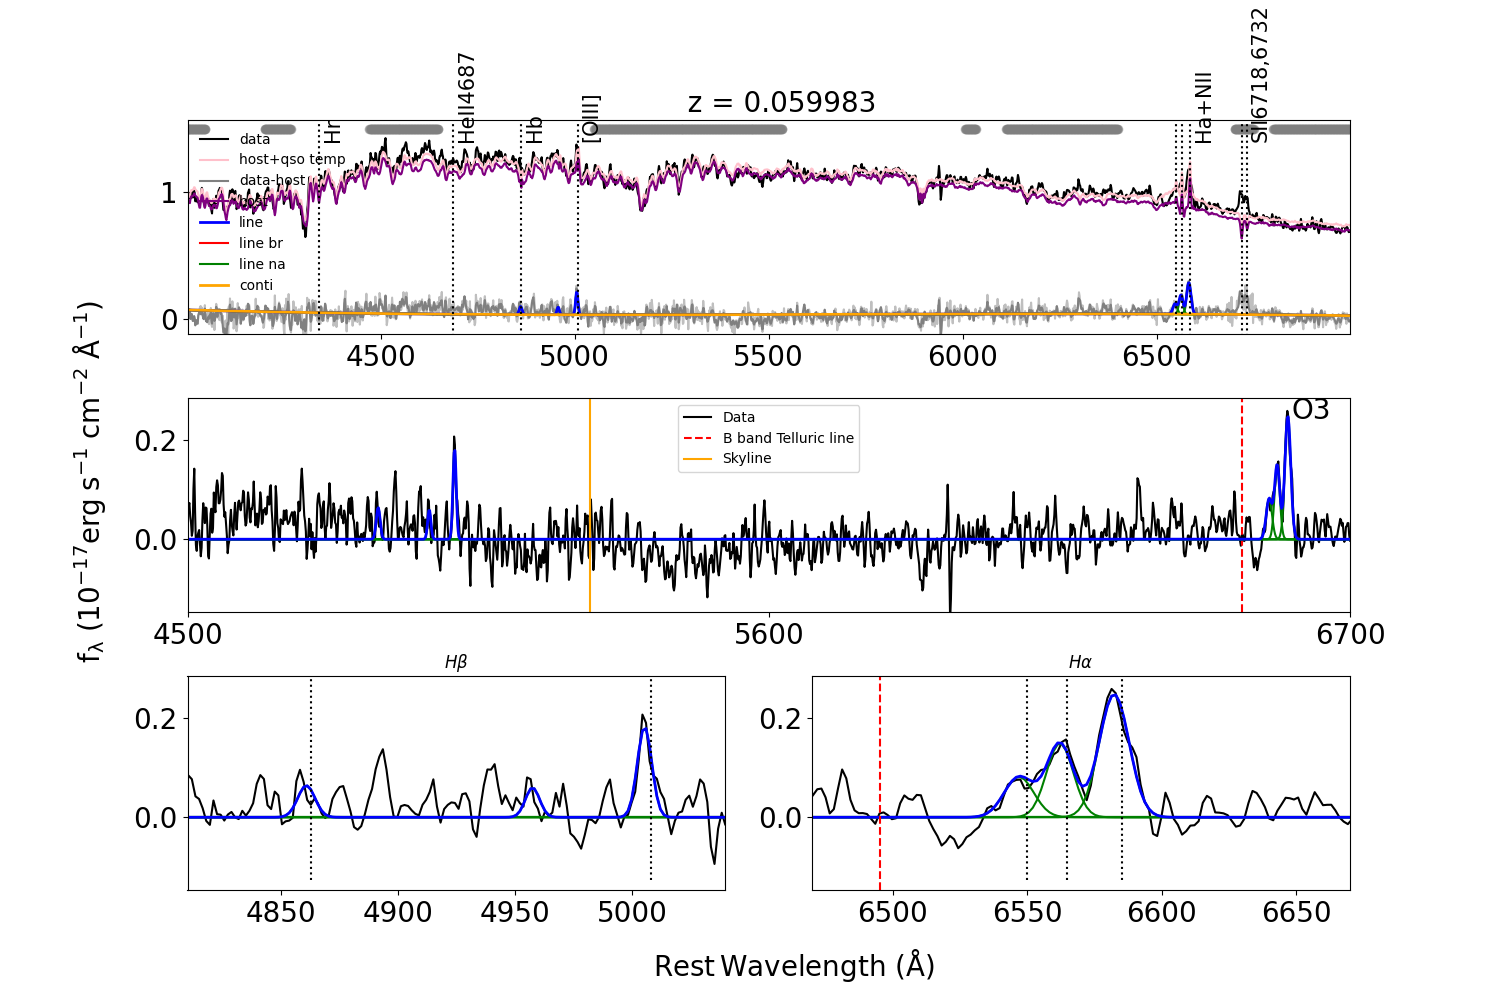 z = 0.059983
Hr
HeII4687
Hb
[OIII]
Ha+NII
SII6718,6732
data
host+qso temp
data-host
host
line
line br
line na
conti
1
0
4500
5000
5500
6000
6500
fλ (10⁻¹⁷erg s⁻¹ cm⁻² Å⁻¹)
Data
B band Telluric line
Skyline
O3
0.2
0.0
4500
5600
6700
Hβ
0.2
0.0
4850
4900
4950
5000
Hα
0.2
0.0
6500
6550
6600
6650
Rest Wavelength (Å)